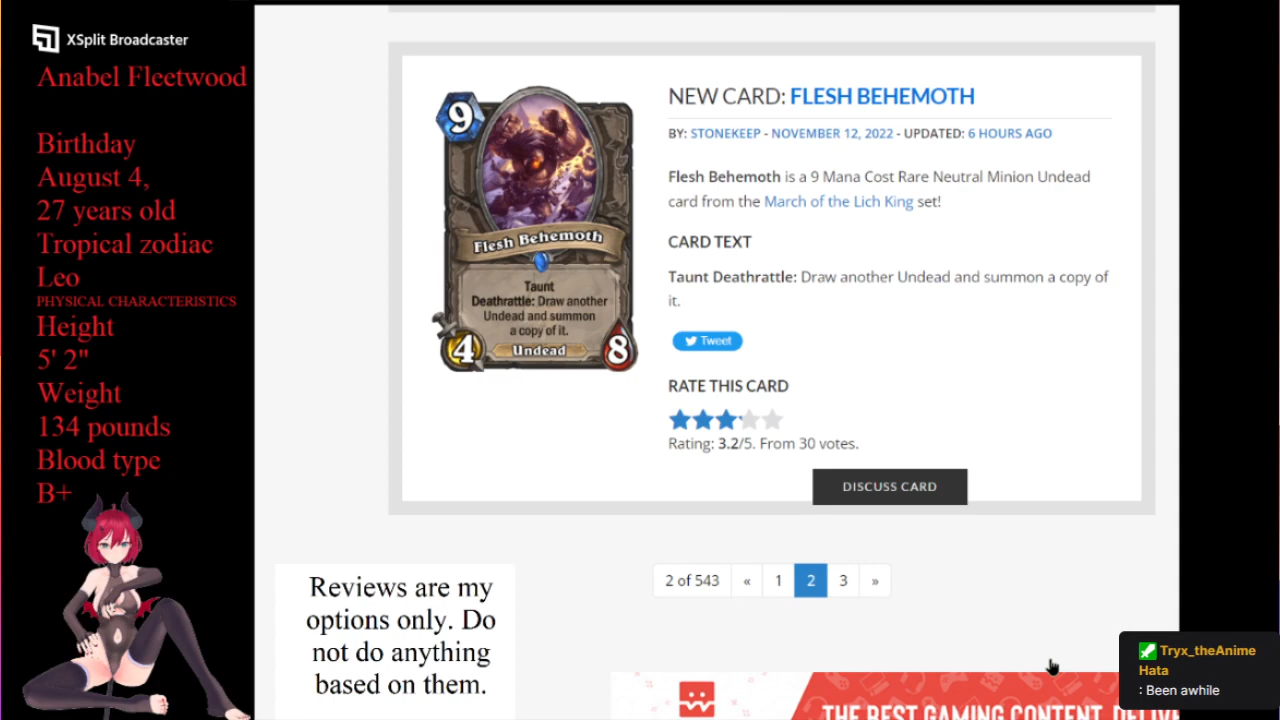 XSplit Broadcaster
Anabel Fleetwood
Birthday
August 4,
27 years old
Tropical zodiac
Leo
PHYSICAL CHARACTERISTICS
Height
5' 2"
Weight
134 pounds
Blood type
B+
9
Flesh Behemoth
Taunt
Deathrattle: Draw another
Undead and summon
a copy of it.
4
Undead
8
NEW CARD: FLESH BEHEMOTH
BY: STONEKEEP - NOVEMBER 12, 2022 - UPDATED: 6 HOURS AGO
Flesh Behemoth is a 9 Mana Cost Rare Neutral Minion Undead
card from the March of the Lich King set!
CARD TEXT
Taunt Deathrattle: Draw another Undead and summon a copy of
it.
Tweet
RATE THIS CARD
Rating: 3.2/5. From 30 votes.
DISCUSS CARD
2 of 543 « 1 2 3 »
Reviews are my
options only. Do
not do anything
based on them.
Tryx_theAnime
Hata
: Been awhile
THE BEST GAMING CONTENT, DELIVE